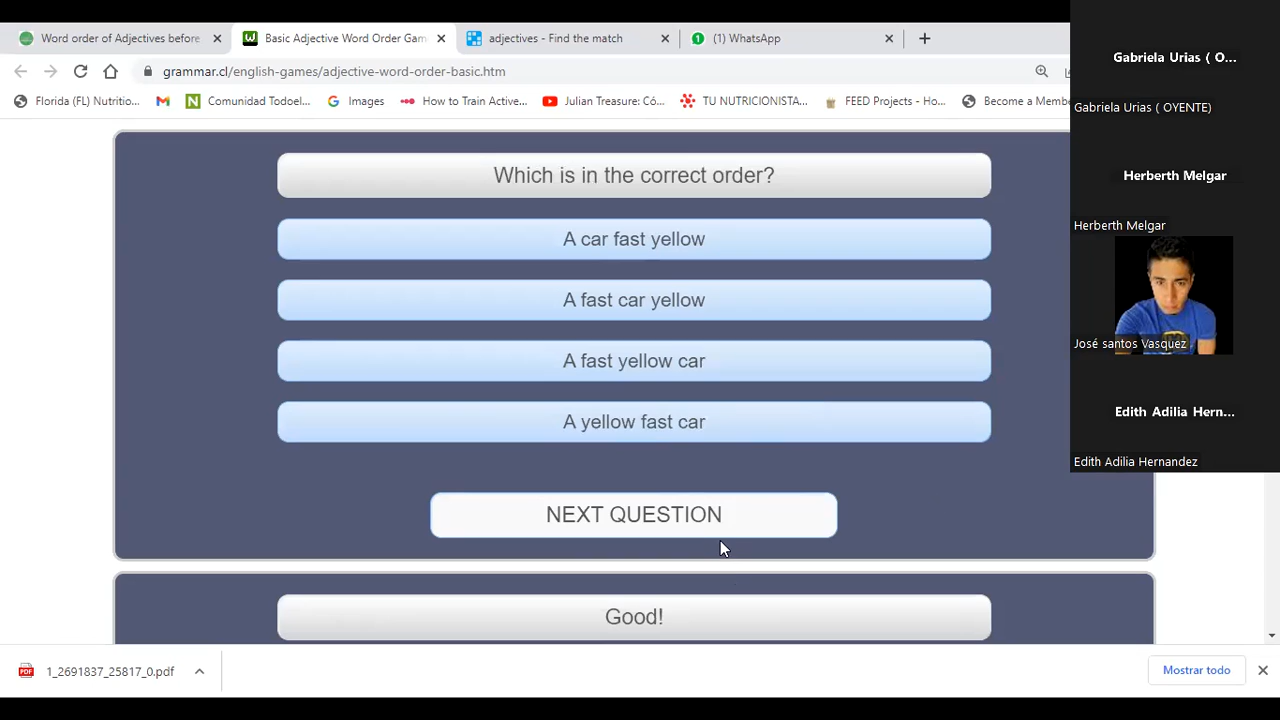 Word order of Adjectives before
Basic Adjective Word Order Gam
adjectives - Find the match
(1) WhatsApp
grammar.cl/english-games/adjective-word-order-basic.htm
Florida (FL) Nutritio...
Comunidad Todoel...
Images
How to Train Active...
Julian Treasure: Có...
TU NUTRICIONISTA...
FEED Projects - Ho...
Become a Membe
Which is in the correct order?
A car fast yellow
A fast car yellow
A fast yellow car
A yellow fast car
NEXT QUESTION
Good!
Gabriela Urias ( O...
Gabriela Urias ( OYENTE)
Herberth Melgar
Herberth Melgar
José santos Vasquez
Edith Adilia Hern...
Edith Adilia Hernandez
1_2691837_25817_0.pdf
Mostrar todo